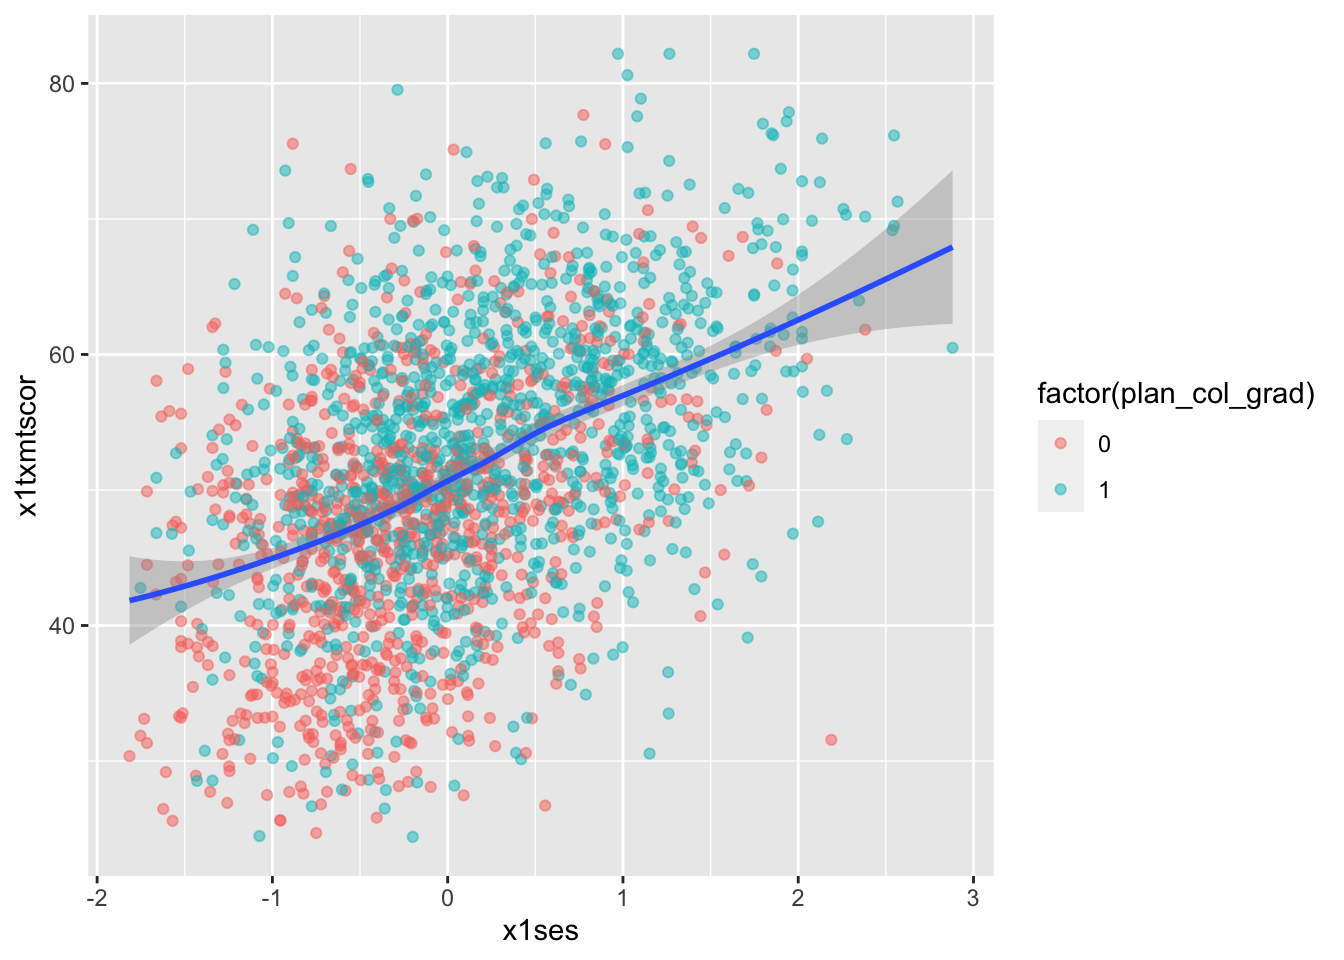 80
60
40
-2 -1 0 1 2 3
x1ses
x1txmtscor
factor(plan_col_grad)
0
1